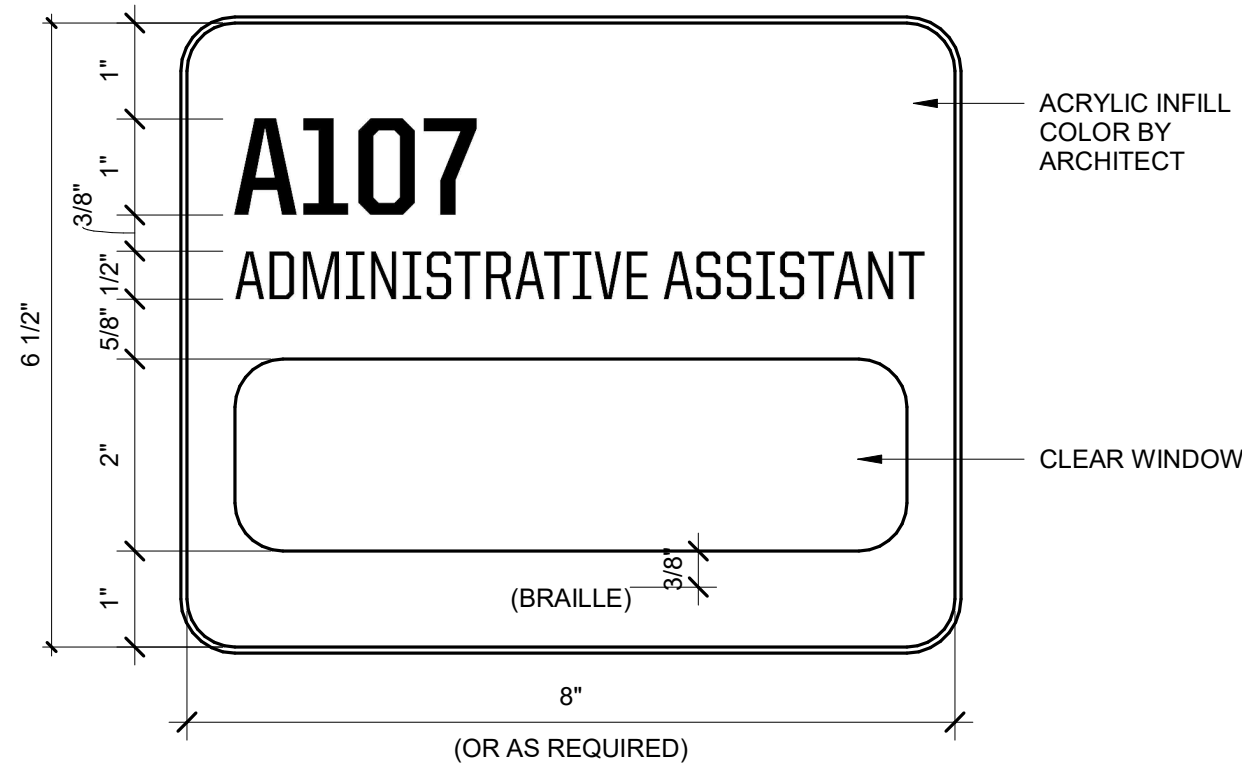 1"
ACRYLIC INFILL
COLOR BY
ARCHITECT
A107
1"
3/8"
ADMINISTRATIVE ASSISTANT
1/2"
5/8"
6 1/2"
2"
CLEAR WINDOW
3/8"
(BRAILLE)
1"
8"
(OR AS REQUIRED)